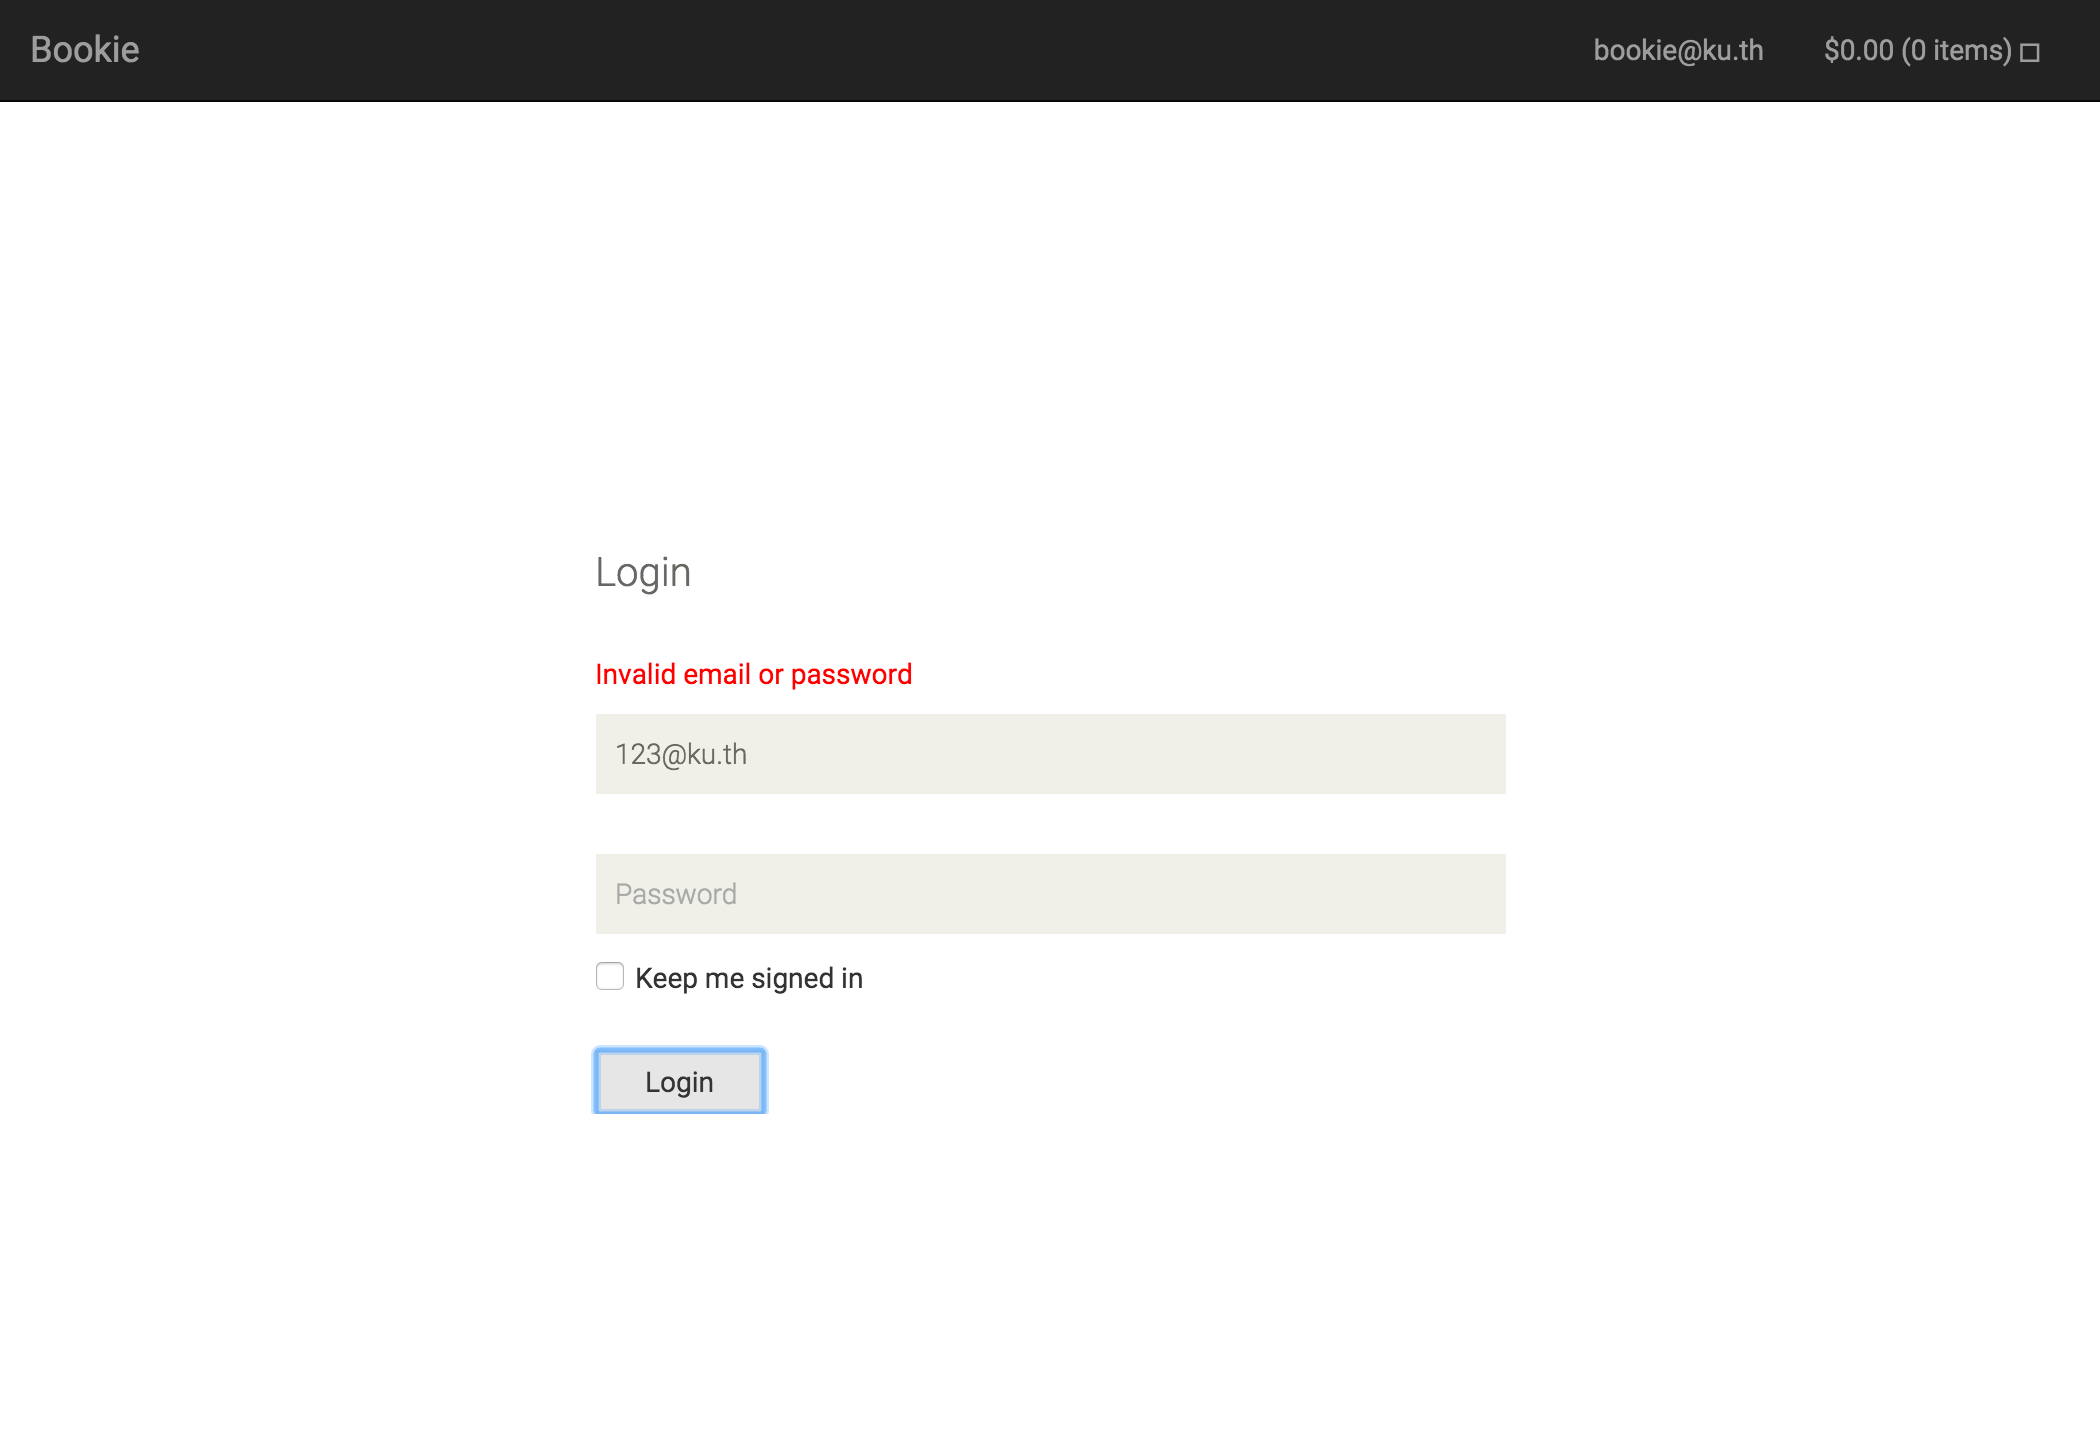 Bookie
bookie@ku.th
$0.00 (0 items)
Login
Invalid email or password
123@ku.th
Password
Keep me signed in
Login